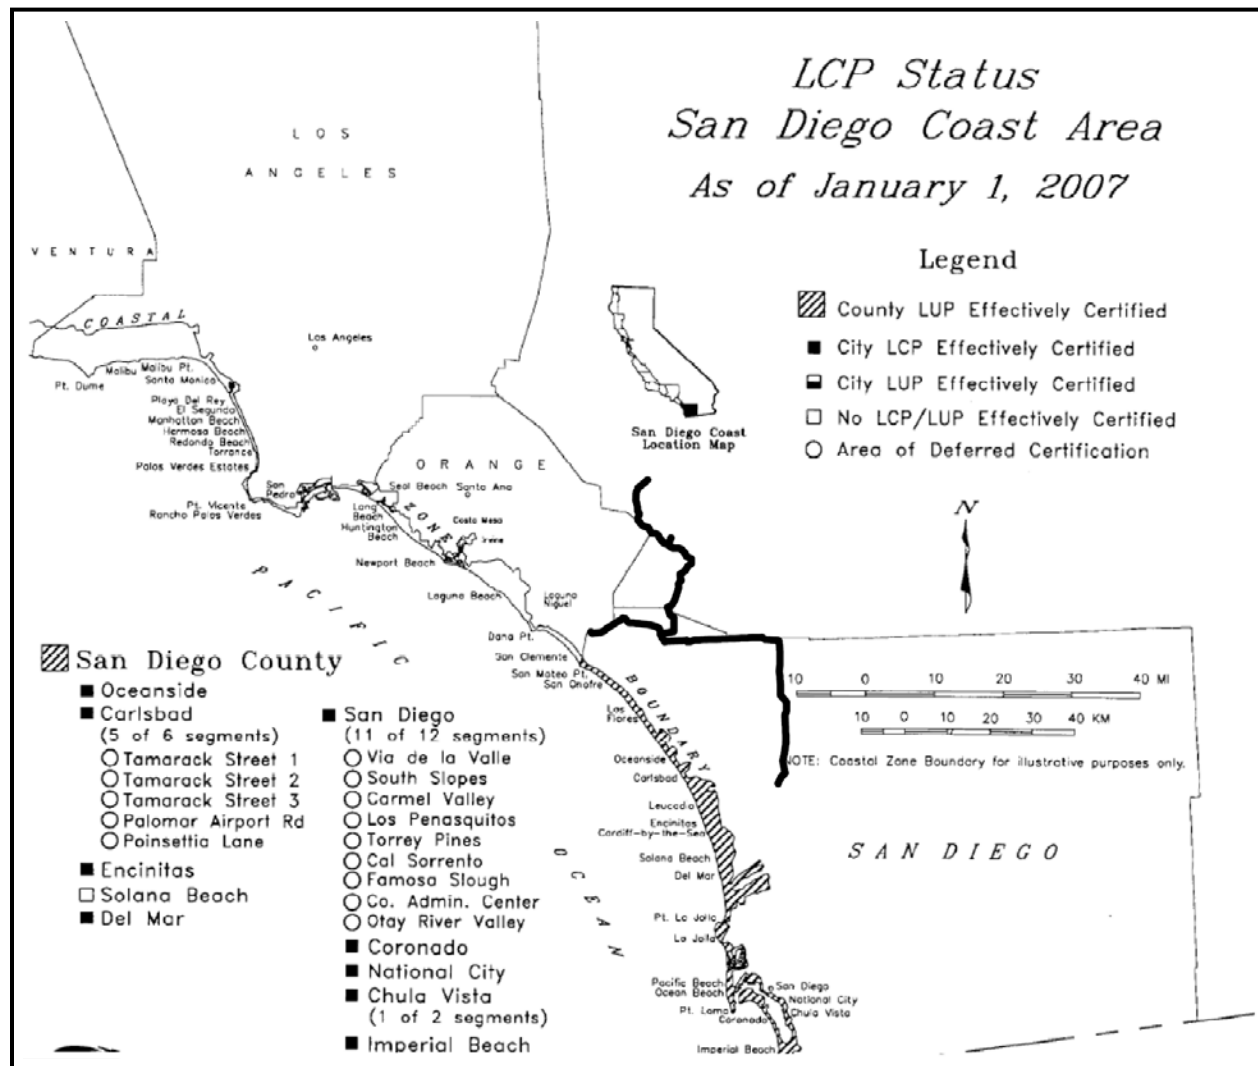 LCP Status
San Diego Coast Area
As of January 1, 2007
LOS
ANGELES
VENTURA
COASTAL
Los Angeles
Malibu Pt.
Malibu
Santa Monica
Pt. Dume
Playa Del Rey
El Segundo
Manhattan Beach
Hermosa Beach
Redondo Beach
Torrance
Palos Verdes Estates
San
Pedro
Pt. Vicente
Rancho Palos Verdes
ORANGE
Seal Beach
Santa Ana
Long
Beach
Huntington
Beach
ZONE
Costa Mesa
Irvine
Newport Beach
Laguna Beach
Laguna
Niguel
Dana Pt.
San Clemente
San Mateo Pt.
San Onofre
Las
Flores
BOUNDARY
PACIFIC
OCEAN
Legend
County LUP Effectively Certified
City LCP Effectively Certified
City LUP Effectively Certified
No LCP/LUP Effectively Certified
Area of Deferred Certification
San Diego Coast
Location Map
N
10 0 10 20 30 40 MI
10 0 10 20 30 40 KM
NOTE: Coastal Zone Boundary for illustrative purposes only.
San Diego County
Oceanside
Carlsbad
(5 of 6 segments)
Tamarack Street 1
Tamarack Street 2
Tamarack Street 3
Palomar Airport Rd
Poinsettia Lane
Encinitas
Solana Beach
Del Mar
San Diego
(11 of 12 segments)
Via de la Valle
South Slopes
Carmel Valley
Los Penasquitos
Torrey Pines
Cal Sorrento
Famosa Slough
Co. Admin. Center
Otay River Valley
Coronado
National City
Chula Vista
(1 of 2 segments)
Imperial Beach
Oceanside
Carlsbad
Leucadia
Encinitas
Cardiff-by-the-Sea
Solana Beach
Del Mar
SAN DIEGO
Pt. La Jolla
La Jolla
Pacific Beach
Ocean Beach
Pt. Loma
Coronado
San Diego
National City
Chula Vista
Imperial Beach